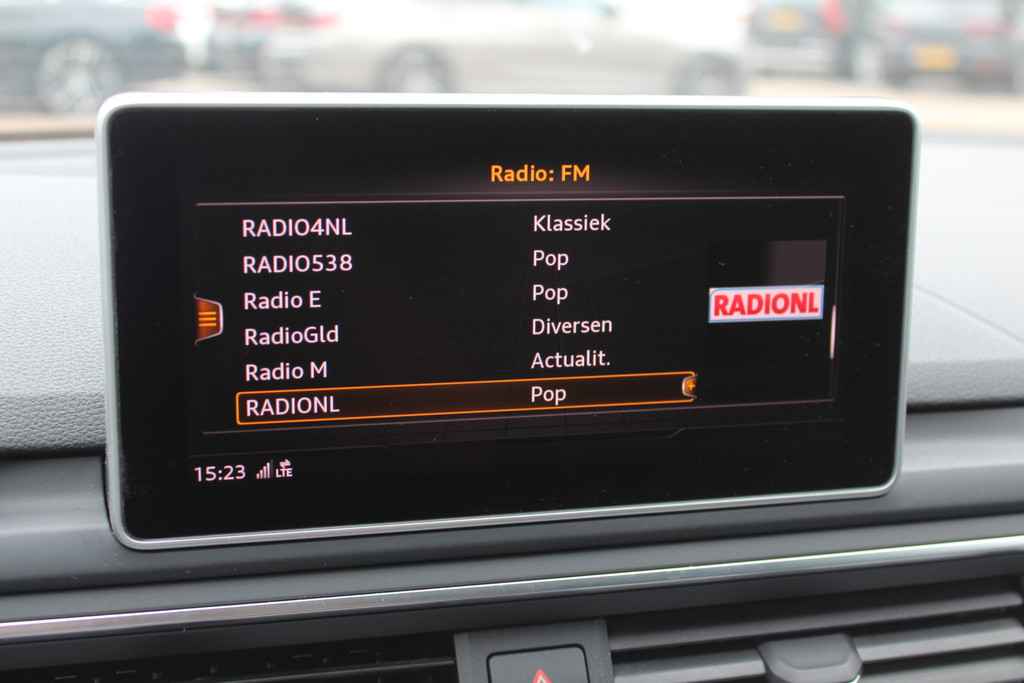 Radio: FM
RADIO4NL Klassiek
RADIO538 Pop
Radio E Pop
RadioGld Diversen
Radio M Actualit.
RADIONL Pop
RADIONL
15:23 LTE